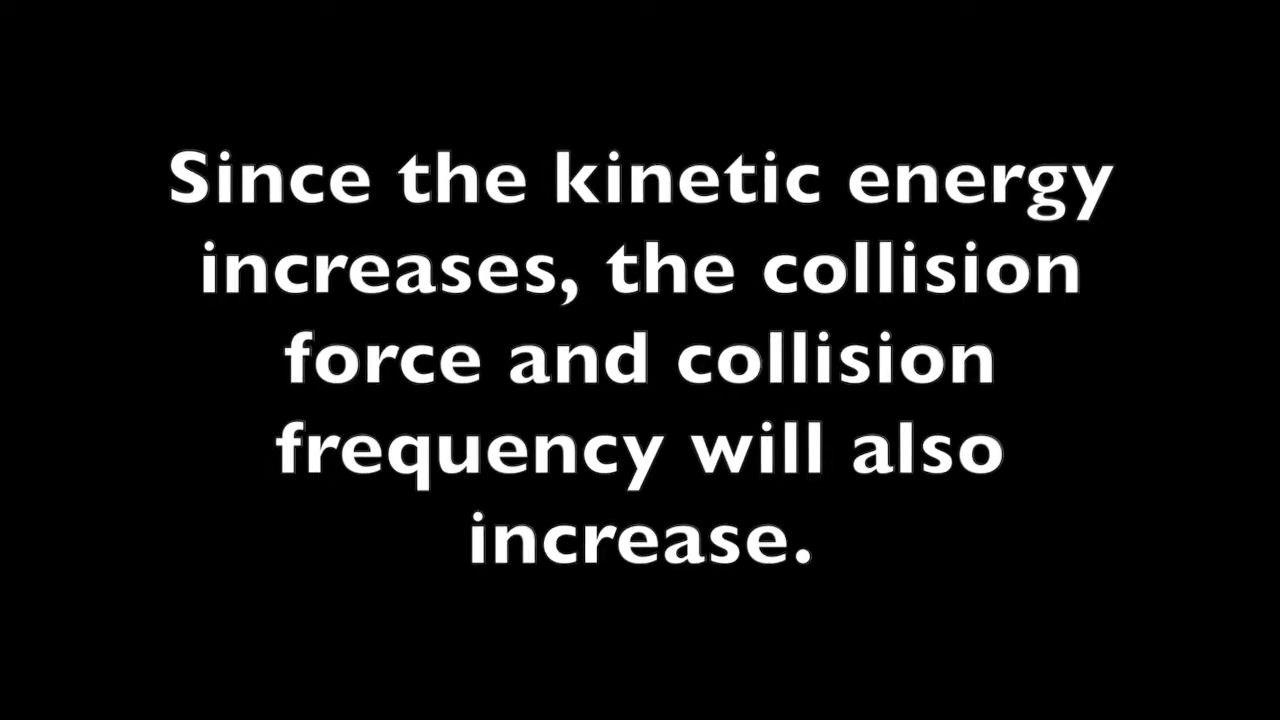 Since the kinetic energy
increases, the collision
force and collision
frequency will also
increase.